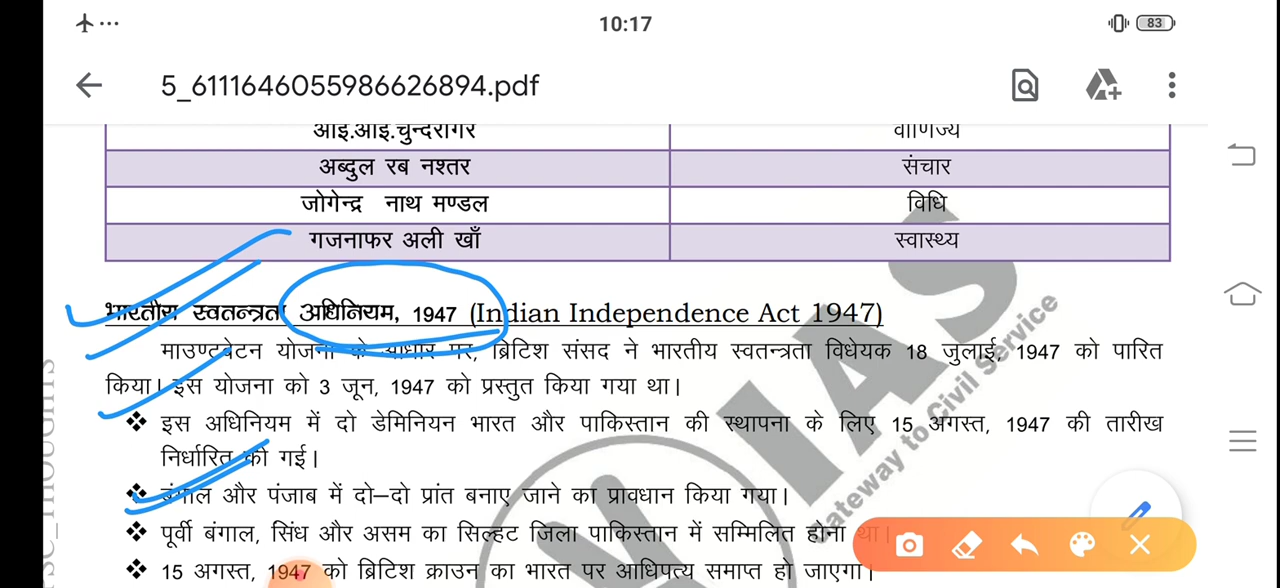 10:17
83
5_6111646055986626894.pdf
आई.आई.चुन्दरीगर वाणिज्य
अब्दुल रब नश्तर संचार
जोगेन्द्र नाथ मण्डल विधि
गजनाफर अली खाँ स्वास्थ्य
भारतीय स्वतन्त्रता अधिनियम, 1947 (Indian Independence Act 1947)
माउण्टबेटन योजना के आधार पर, ब्रिटिश संसद ने भारतीय स्वतन्त्रता विधेयक 18 जुलाई, 1947 को पारित
किया। इस योजना को 3 जून, 1947 को प्रस्तुत किया गया था।
❖ इस अधिनियम में दो डेमिनियन भारत और पाकिस्तान की स्थापना के लिए 15 अगस्त, 1947 की तारीख
निर्धारित की गई।
❖ बंगाल और पंजाब में दो–दो प्रांत बनाए जाने का प्रावधान किया गया।
❖ पूर्वी बंगाल, सिंध और असम का सिल्हट जिला पाकिस्तान में सम्मिलित होना था।
❖ 15 अगस्त, 1947 को ब्रिटिश क्राउन का भारत पर आधिपत्य समाप्त हो जाएगा।
IAS
Gateway to Civil Service